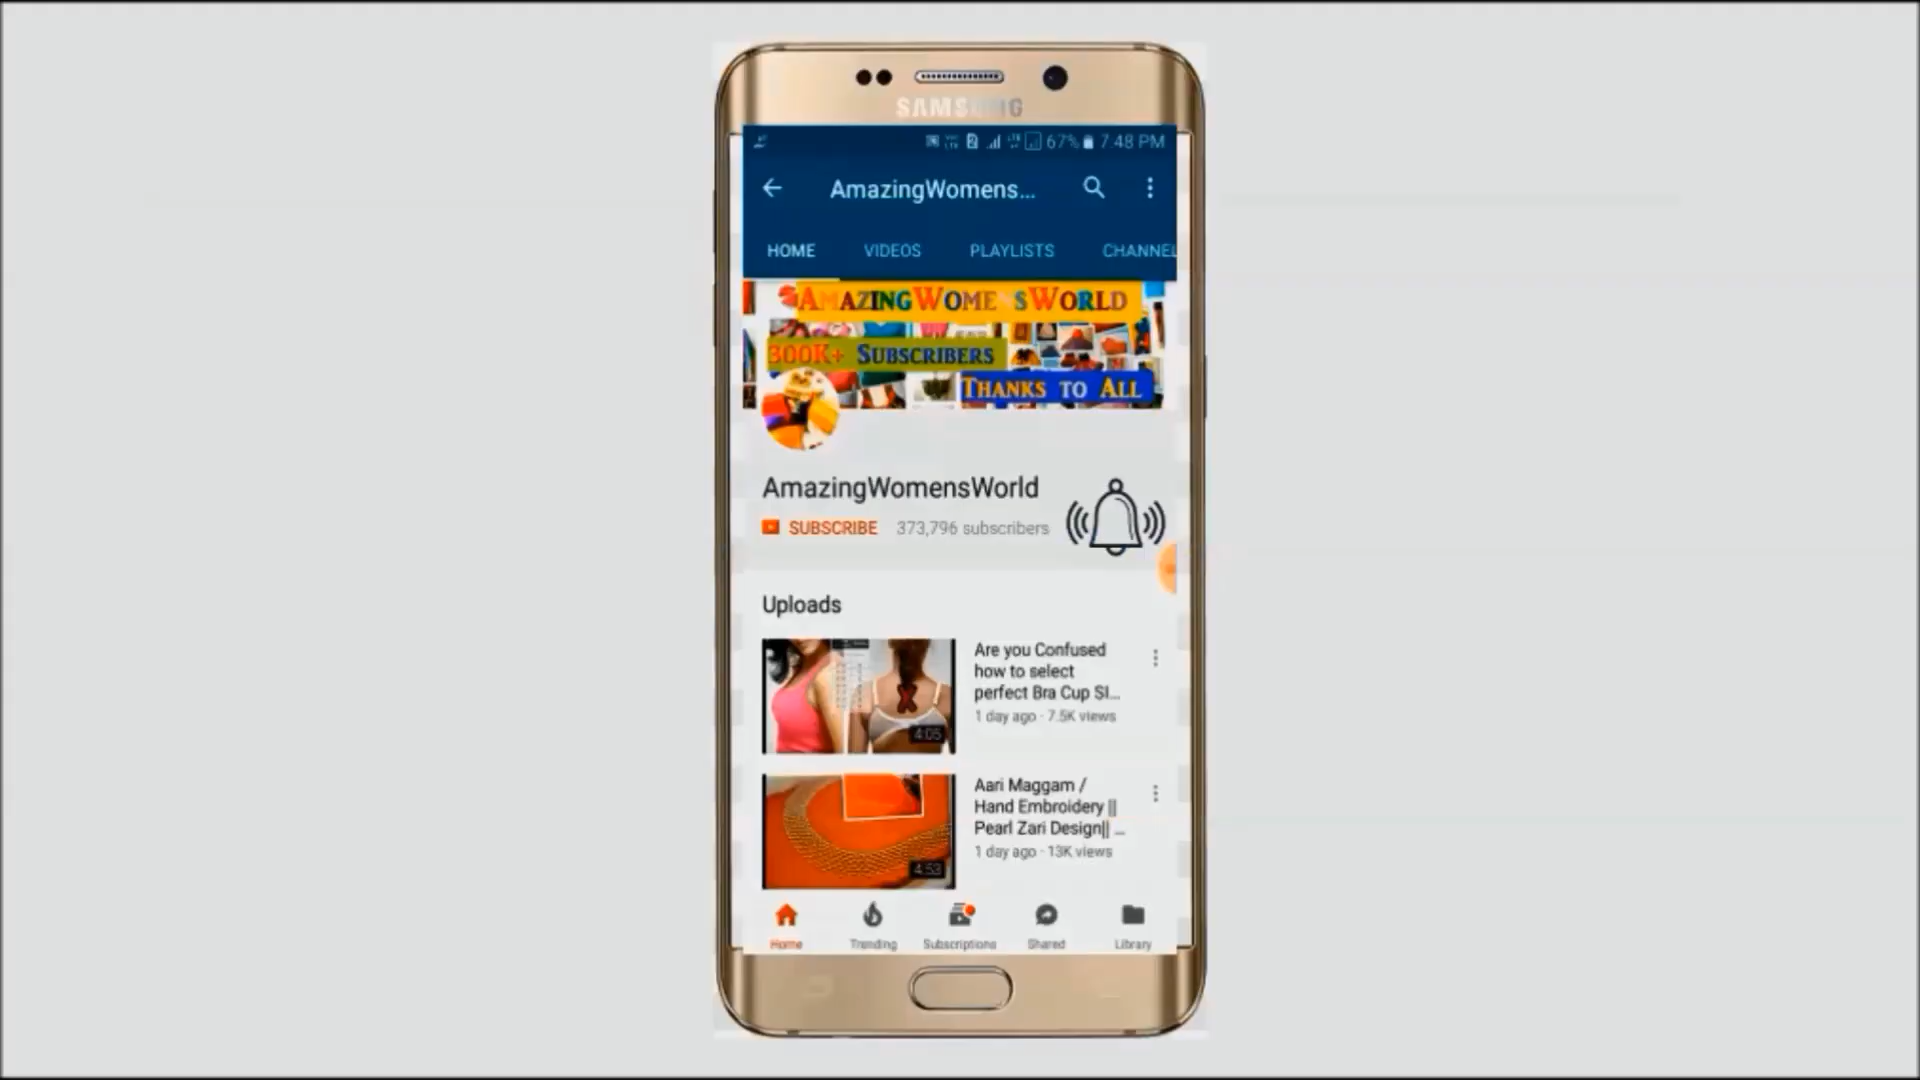 SAMSUNG
67% 7.48 PM
AmazingWomens...
HOME VIDEOS PLAYLISTS CHANNEL
AMAZINGWOMENSWORLD
300K+ SUBSCRIBERS
THANKS TO ALL
AmazingWomensWorld
SUBSCRIBE 373,796 subscribers
Uploads
Are you Confused
how to select
perfect Bra Cup SI...
1 day ago · 7.5K views
4:05
Aari Maggam /
Hand Embroidery ||
Pearl Zari Design|| ...
1 day ago · 13K views
4:53
Home Trending Subscriptions Shared Library